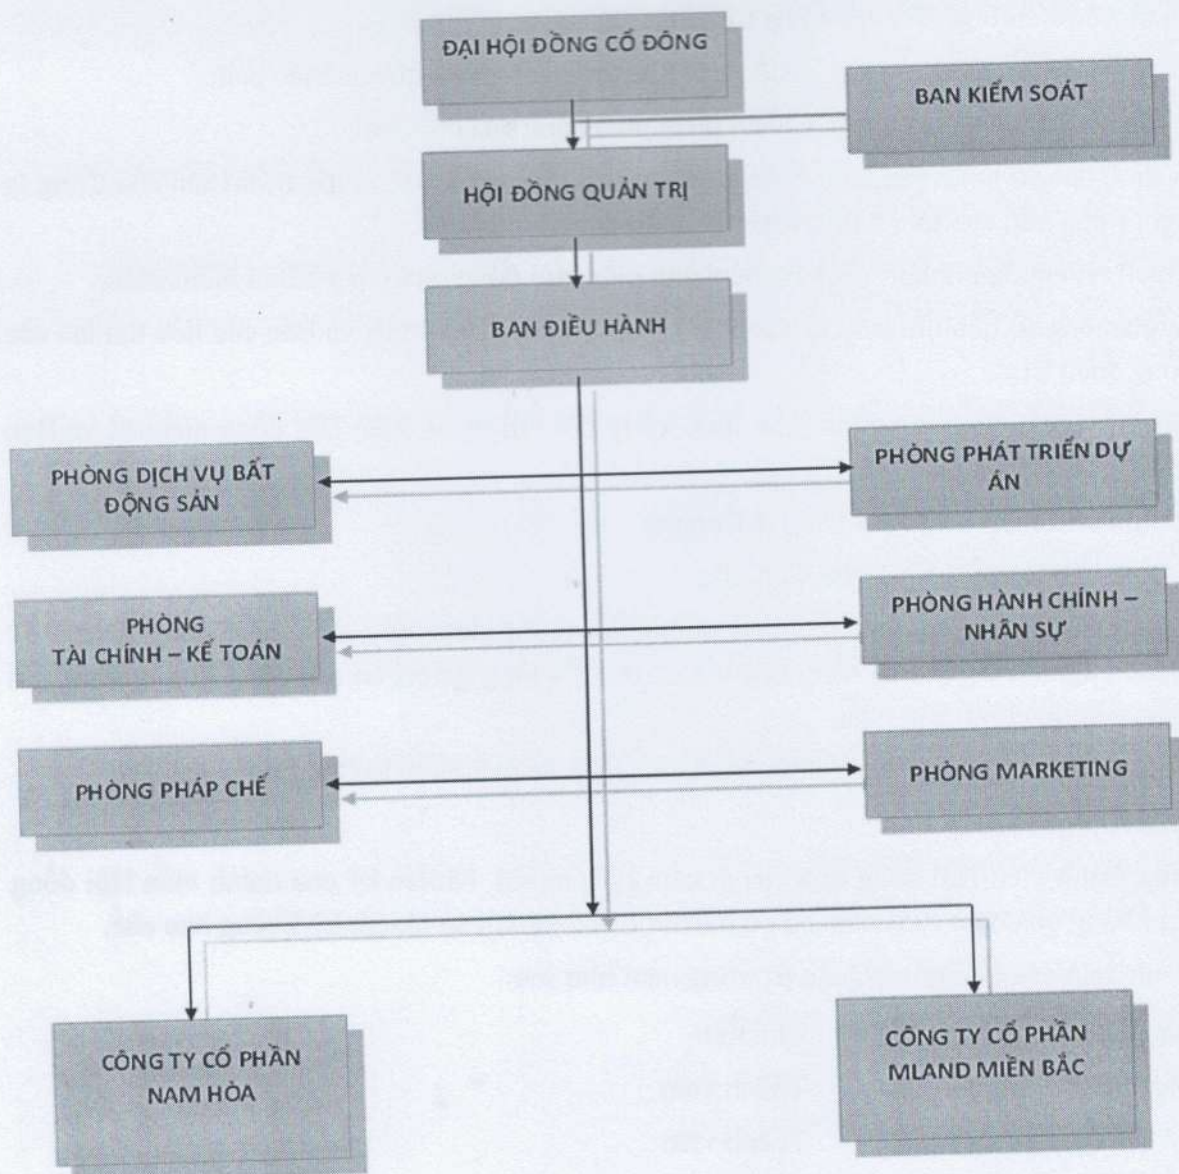 ĐẠI HỘI ĐỒNG CỔ ĐÔNG
BAN KIỂM SOÁT
HỘI ĐỒNG QUẢN TRỊ
BAN ĐIỀU HÀNH
PHÒNG DỊCH VỤ BẤT
ĐỘNG SẢN
PHÒNG PHÁT TRIỂN DỰ
ÁN
PHÒNG
TÀI CHÍNH – KẾ TOÁN
PHÒNG HÀNH CHÍNH –
NHÂN SỰ
PHÒNG PHÁP CHẾ
PHÒNG MARKETING
CÔNG TY CỔ PHẦN
NAM HÒA
CÔNG TY CỔ PHẦN
MLAND MIỀN BẮC